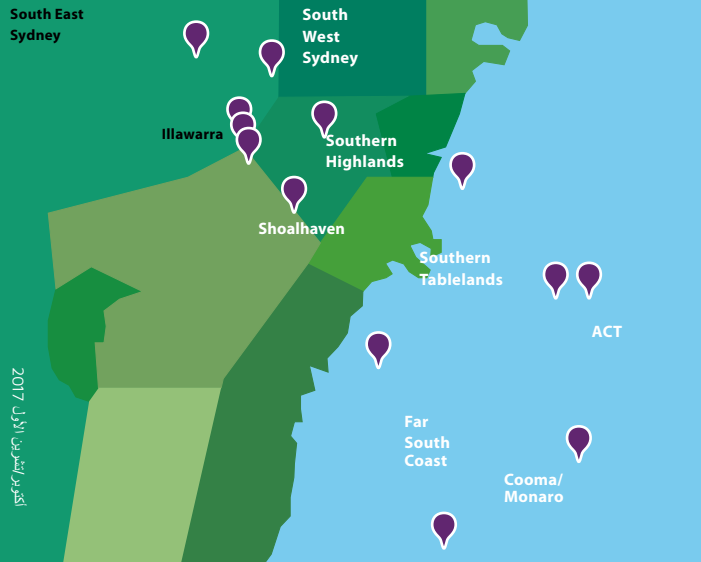 South East
Sydney
South
West
Sydney
Illawarra
Southern
Highlands
Shoalhaven
Southern
Tablelands
ACT
Far
South
Coast
Cooma/
Monaro
أكتوبر/تشرين الأول 2017